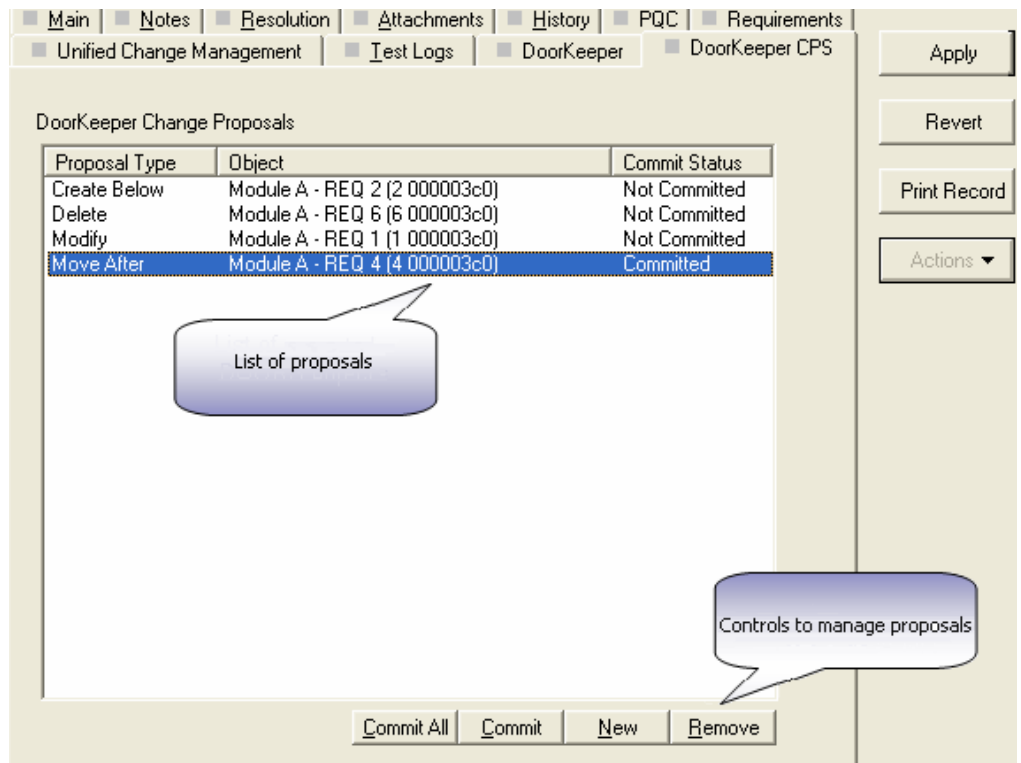 Main Notes Resolution Attachments History PQC Requirements
Unified Change Management Test Logs DoorKeeper DoorKeeper CPS
Apply
Revert
Print Record
Actions
DoorKeeper Change Proposals
Proposal Type Object Commit Status
Create Below Module A - REQ 2 (2 000003c0) Not Committed
Delete Module A - REQ 6 (6 000003c0) Not Committed
Modify Module A - REQ 1 (1 000003c0) Not Committed
Move After Module A - REQ 4 (4 000003c0) Committed
List of proposals
Controls to manage proposals
Commit All Commit New Remove